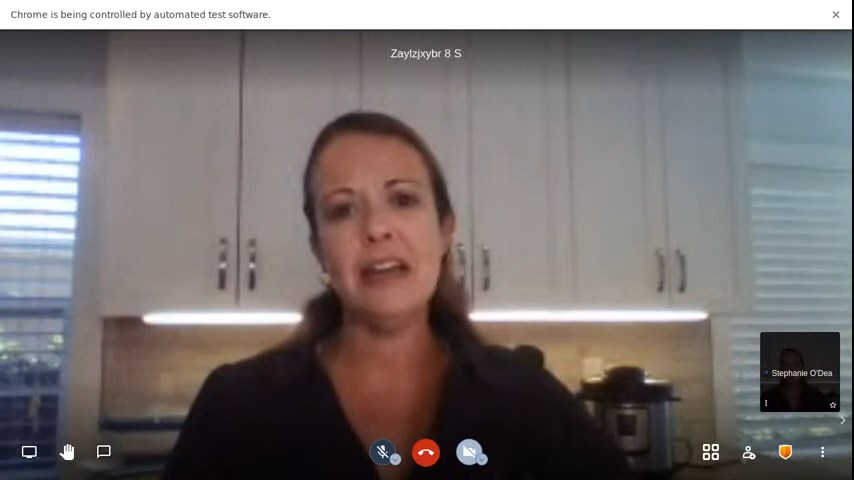 Chrome is being controlled by automated test software.
Zaylzjxybr 8 S
Stephanie O'Dea